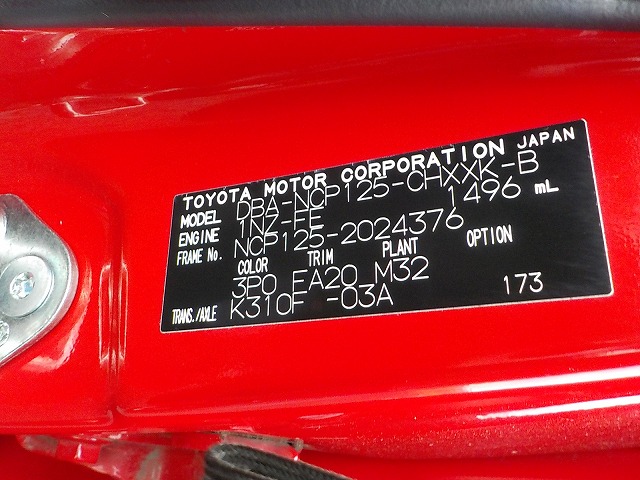 TOYOTA MOTOR CORPORATION JAPAN
MODEL DBA-NCP125-CHXXK-B
ENGINE 1NZ-FE 1496 mL
FRAME No. NCP125-2024376
COLOR TRIM PLANT OPTION
3P0 FA20 M32
TRANS./AXLE K310F -03A 173